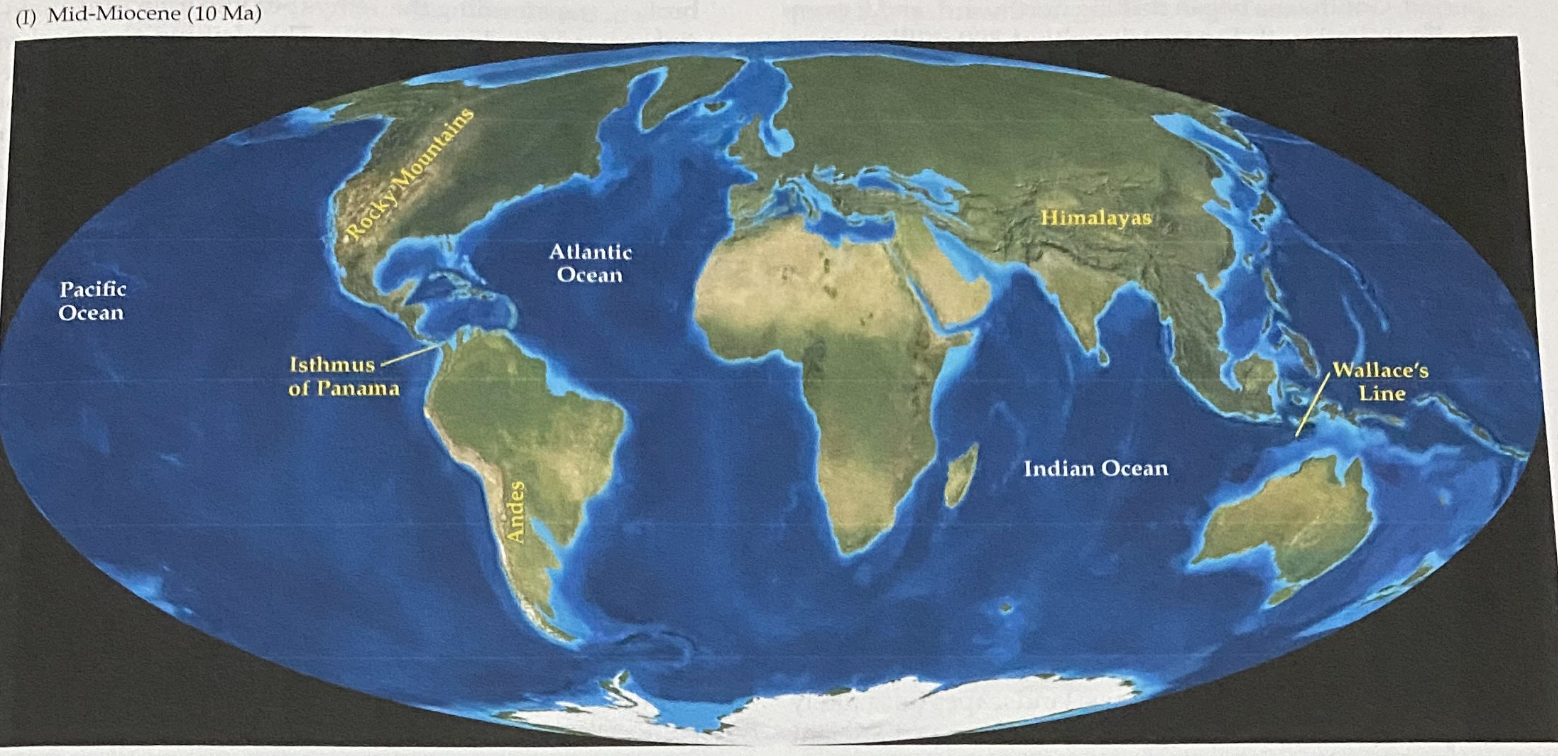 (I) Mid-Miocene (10 Ma)
Rocky Mountains
Himalayas
Atlantic
Ocean
Pacific
Ocean
Isthmus
of Panama
Wallace's
Line
Indian Ocean
Andes